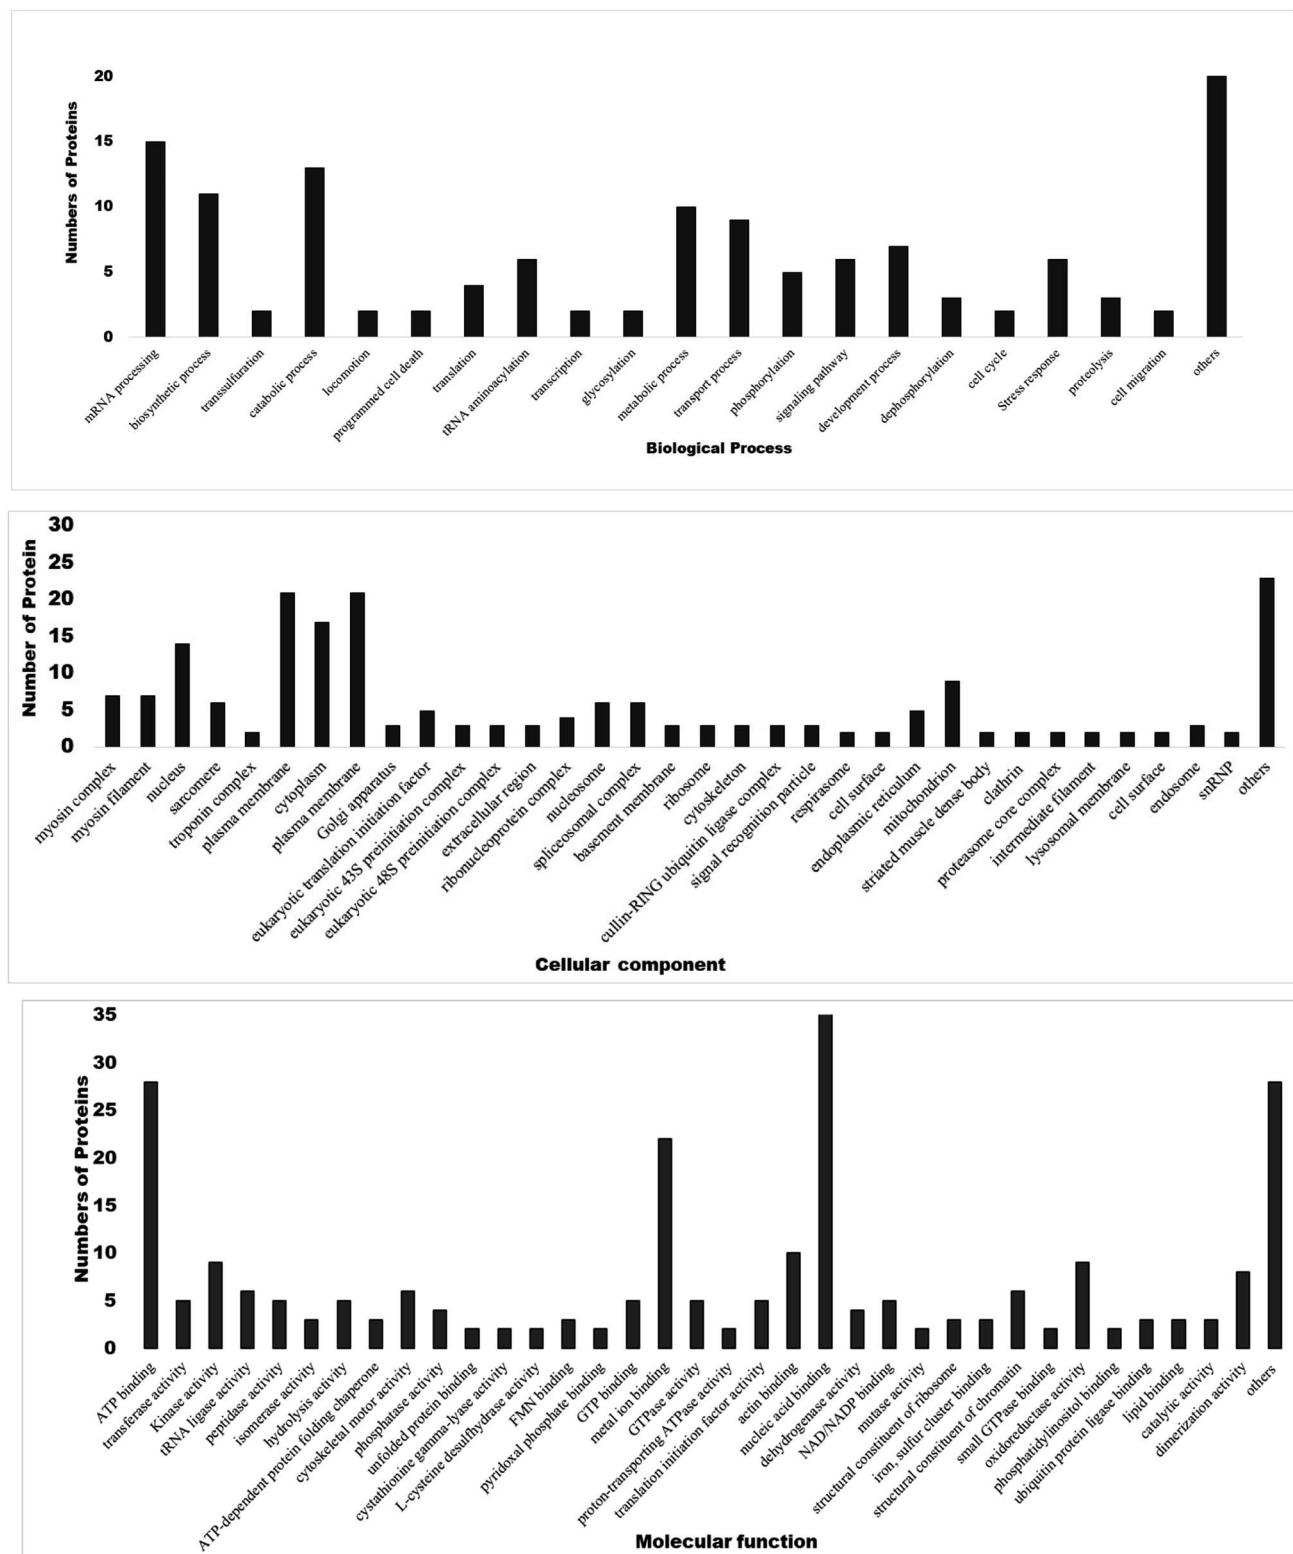 Numbers of Proteins
20
15
10
5
0
mRNA processing
biosynthetic process
transsulfuration
catabolic process
locomotion
programmed cell death
translation
tRNA aminoacylation
transcription
glycosylation
metabolic process
transport process
phosphorylation
signaling pathway
development process
dephosphorylation
cell cycle
Stress response
proteolysis
cell migration
others
Biological Process
Number of Protein
30
25
20
15
10
5
0
myosin complex
myosin filament
nucleus
sarcomere
troponin complex
plasma membrane
cytoplasm
plasma membrane
Golgi apparatus
eukaryotic translation initiation factor
eukaryotic 43S preinitiation complex
eukaryotic 48S preinitiation complex
extracellular region
ribonucleoprotein complex
nucleosome
spliceosomal complex
basement membrane
ribosome
cytoskeleton
cullin-RING ubiquitin ligase complex
signal recognition particle
respirasome
cell surface
endoplasmic reticulum
mitochondrion
striated muscle dense body
clathrin
proteasome core complex
intermediate filament
lysosomal membrane
cell surface
endosome
snRNP
others
Cellular component
Numbers of Proteins
35
30
25
20
15
10
5
0
ATP binding
transferase activity
Kinase activity
tRNA ligase activity
peptidase activity
isomerase activity
hydrolysis activity
ATP-dependent protein folding chaperone
cytoskeletal motor activity
phosphatase activity
unfolded protein binding
cystathionine gamma-lyase activity
L-cysteine desulfhydrase activity
FMN binding
pyridoxal phosphate binding
GTP binding
metal ion binding
GTPase activity
proton-transporting ATPase activity
translation initiation factor activity
actin binding
nucleic acid binding
dehydrogenase activity
NAD/NADP binding
mutase activity
structural constituent of ribosome
iron, sulfur cluster binding
structural constituent of chromatin
small GTPase binding
oxidoreductase activity
phosphatidylinositol binding
ubiquitin protein ligase binding
lipid binding
catalytic activity
dimerization activity
others
Molecular function